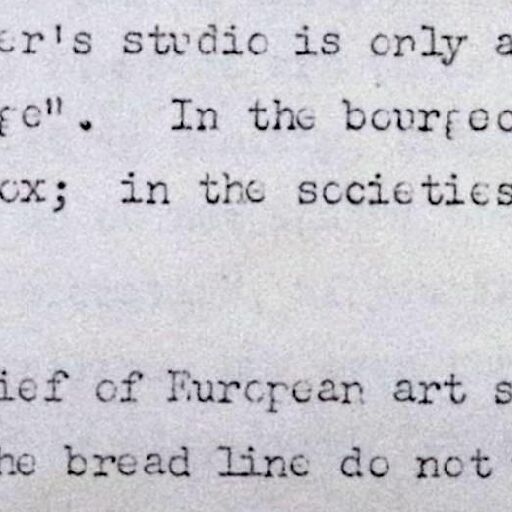 er's studio is only a
ge".  In the bourgeo
ox;  in the societies
ief of European art s
he bread line do not